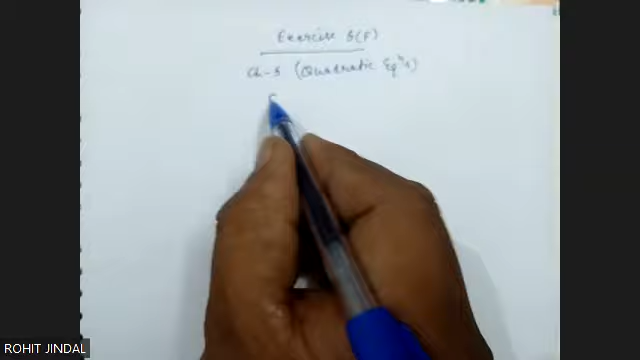 Exercise 5(F)
Ch-5 (Quadratic Eqⁿs)
ROHIT JINDAL